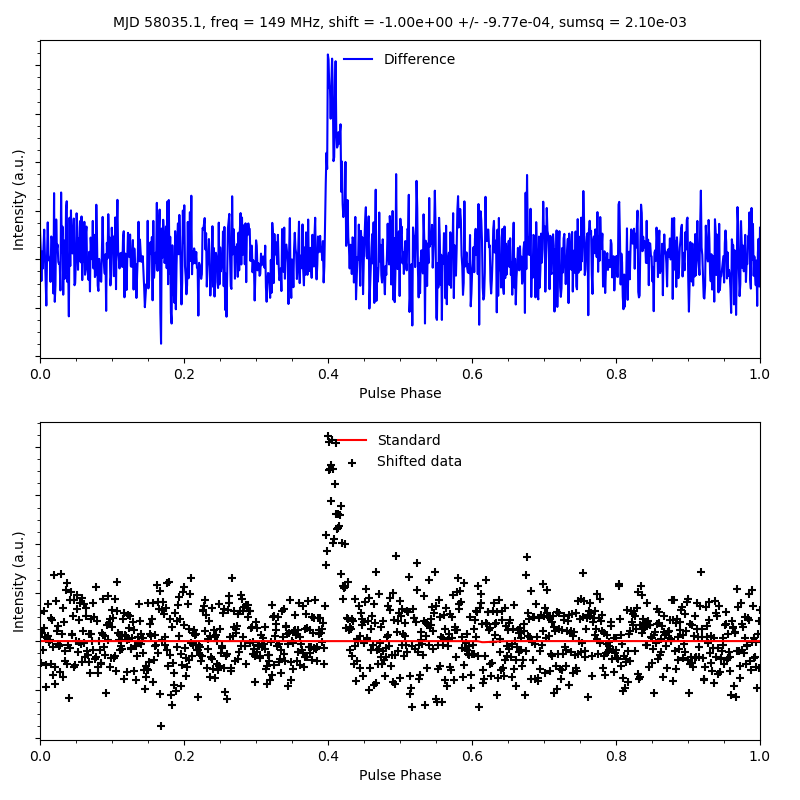 MJD 58035.1, freq = 149 MHz, shift = -1.00e+00 +/- -9.77e-04, sumsq = 2.10e-03
Difference
Intensity (a.u.)
0.0 0.2 0.4 0.6 0.8 1.0
Pulse Phase
Standard
Shifted data
Intensity (a.u.)
0.0 0.2 0.4 0.6 0.8 1.0
Pulse Phase